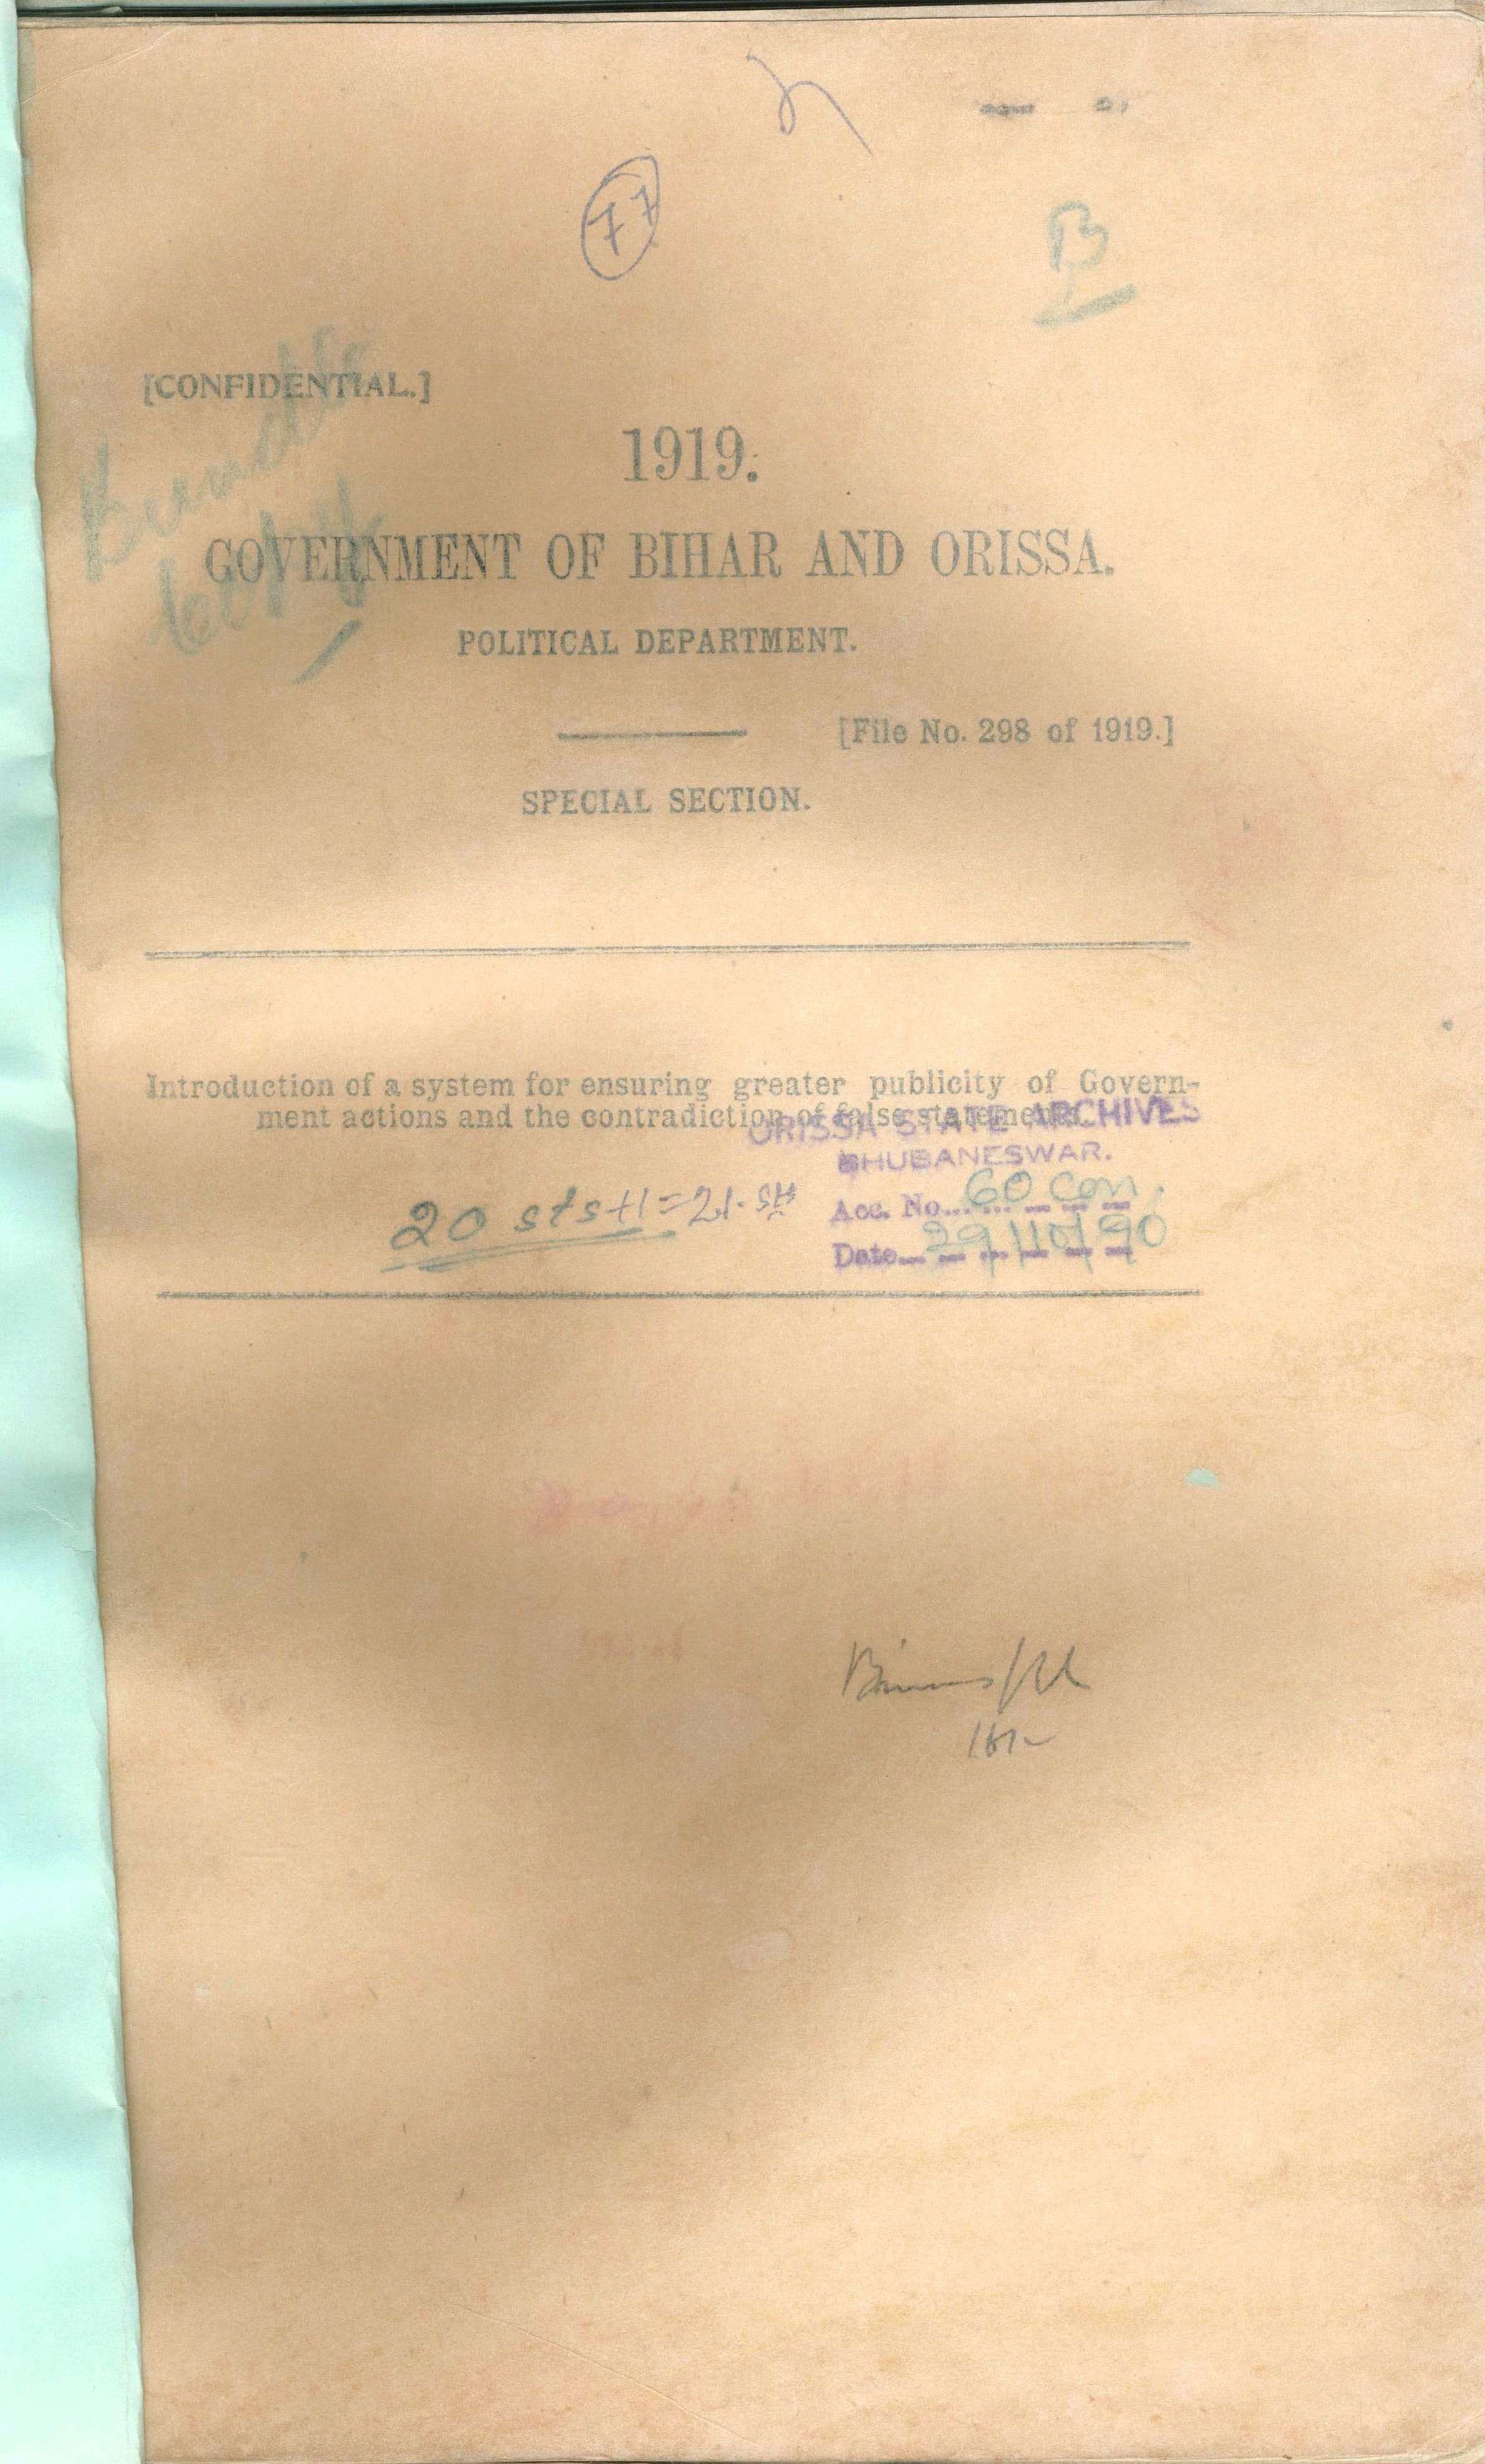 77
B
[CONFIDENTIAL.]
1919.
GOVERNMENT OF BIHAR AND ORISSA.
POLITICAL DEPARTMENT.
[File No. 298 of 1919.]
SPECIAL SECTION.
Introduction of a system for ensuring greater publicity of Govern-
ment actions and the contradiction of false statements.
ORISSA STATE ARCHIVES
BHUBANESWAR.
20 sts+1=21.
Acc. No. 60 Con.
Date 29/10/90